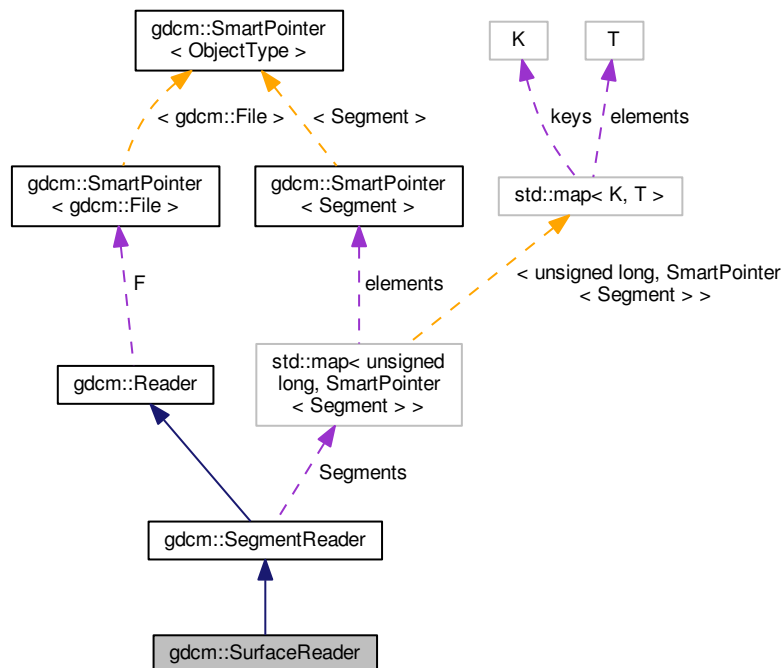 gdcm::SmartPointer
< ObjectType >
K
T
< gdcm::File >
< Segment >
keys
elements
gdcm::SmartPointer
< gdcm::File >
gdcm::SmartPointer
< Segment >
std::map< K, T >
F
elements
< unsigned long, SmartPointer
< Segment > >
gdcm::Reader
std::map< unsigned
long, SmartPointer
< Segment > >
Segments
gdcm::SegmentReader
gdcm::SurfaceReader